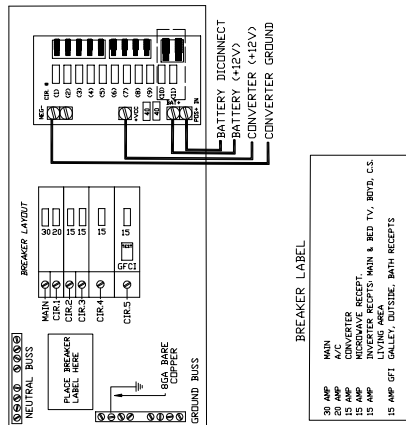 CIR #
(1)
(2)
(3)
(4)
(5)
(6)
(7)
(8)
(9)
(10)
(11)
NEG-
+VCC
40
40
BAT+
POS+ IN
BATTERY DICONNECT
BATTERY (+12V)
CONVERTER (+12V)
CONVERTER GROUND
BREAKER LAYOUT
30
20
15
15
15
15
GFCI
MAIN
CIR.1
CIR.2
CIR.3
CIR.4
CIR.5
NEUTRAL BUSS
PLACE BREAKER
LABEL HERE
8GA BARE
COPPER
GROUND BUSS
BREAKER LABEL
30 AMP MAIN
20 AMP A/C
15 AMP CONVERTER
15 AMP MICROWAVE RECEPT.
15 AMP INVERTER RECPTS: MAIN & BED TV, BDYD, C.S.
LIVING AREA
15 AMP GFI GALLEY, OUTSIDE, BATH RECEPTS